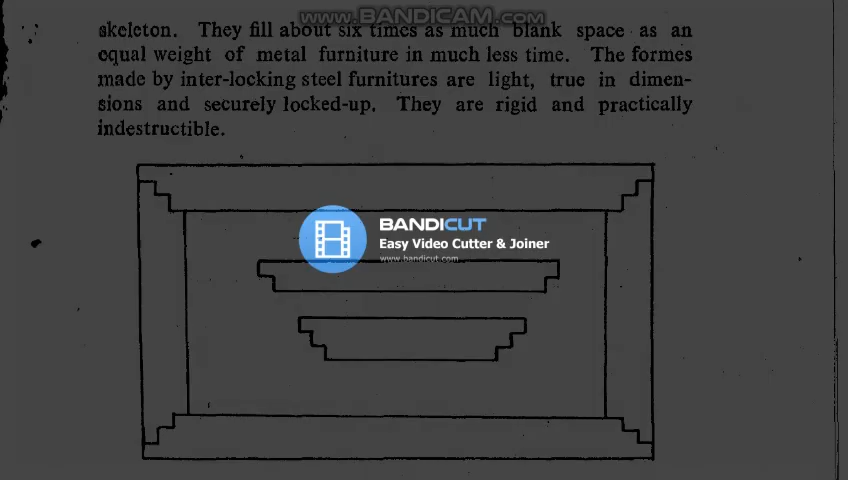 www.BANDICAM.com
skeleton. They fill about six times as much blank space as an
equal weight of metal furniture in much less time. The formes
made by inter-locking steel furnitures are light, true in dimen-
sions and securely locked-up. They are rigid and practically
indestructible.
BANDICUT
Easy Video Cutter & Joiner
www.bandicut.com